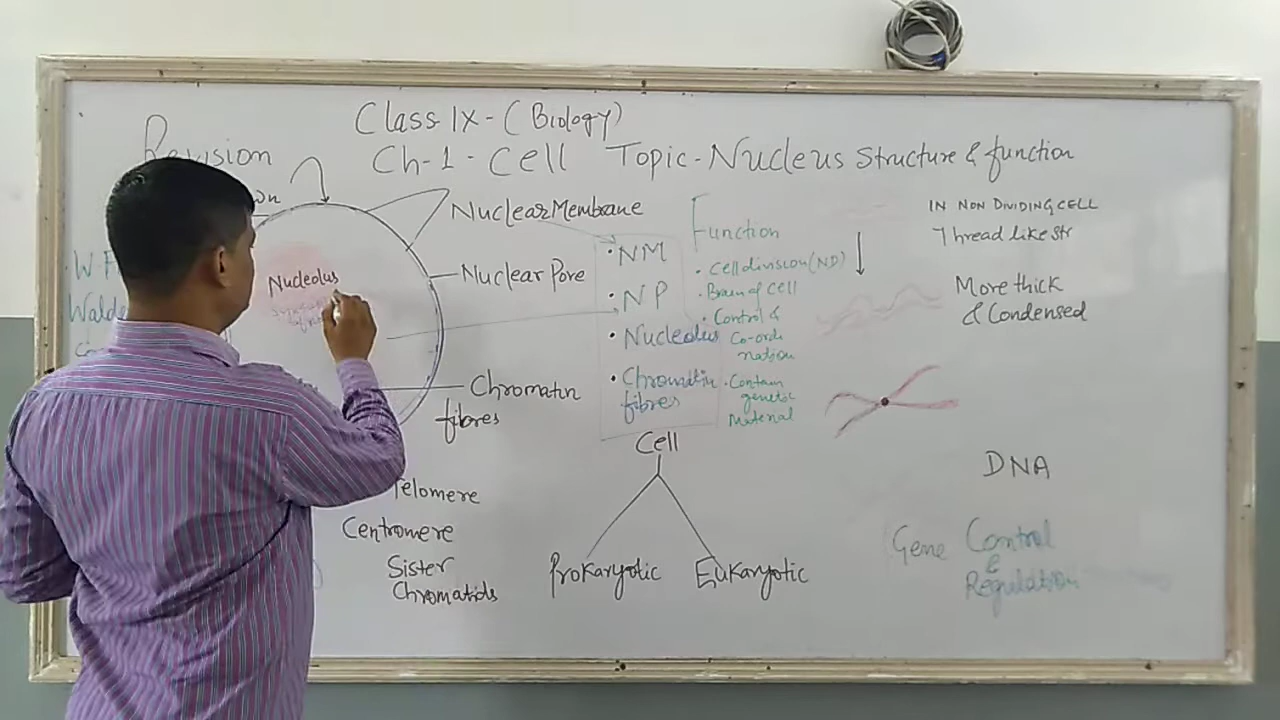 Class-IX-(Biology)
Revision
Ch-1-Cell Topic-Nucleus Structure & function
Nuclear Membrane
Nuclear Pore
Nucleolus
Chromatin
fibres
• NM
• NP
• Nucleolus
• Chromatin
fibres
Function
• Cell division (ND)
• Brain of cell
• Control &
Co-ordi
nation
• Contain
genetic
Material
IN NON DIVIDING CELL
Thread like str
More thick
& Condensed
Telomere
Centromere
Sister
Chromatids
Cell
Prokaryotic
Eukaryotic
DNA
Gene Control
&
Regulation